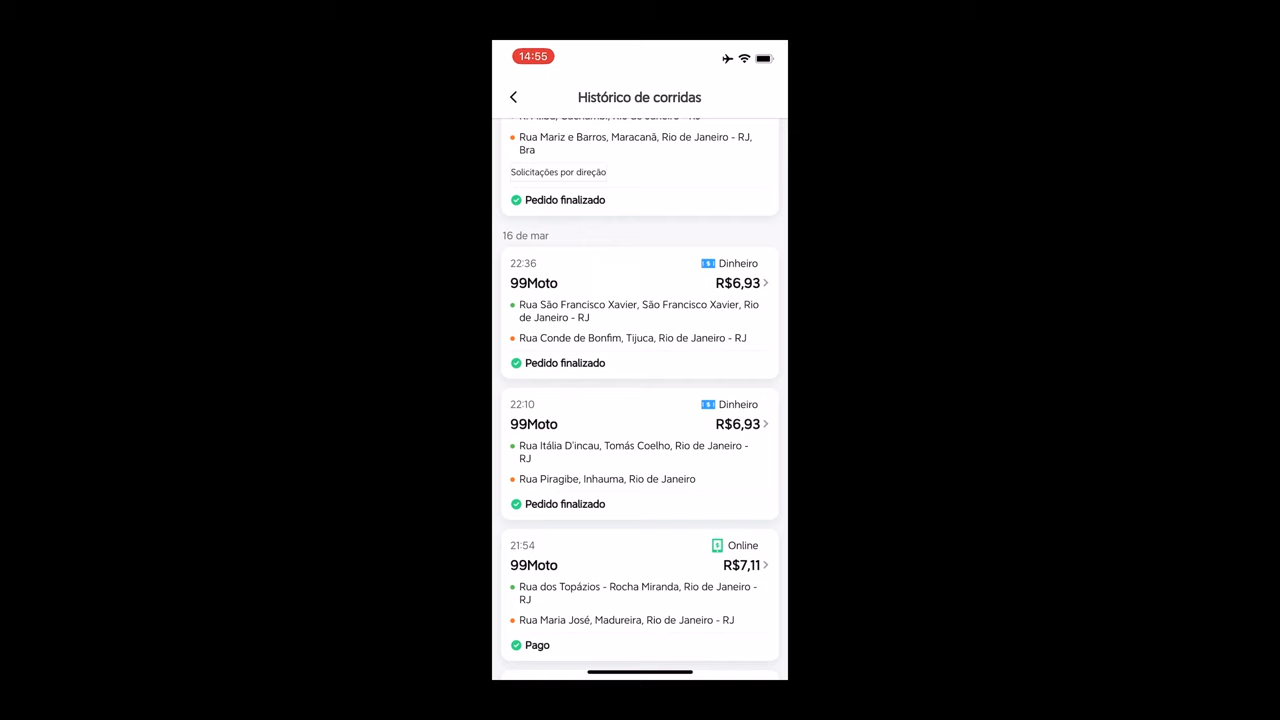 14:55
Histórico de corridas
Rua Mariz e Barros, Maracanã, Rio de Janeiro - RJ,
Bra
Solicitações por direção
Pedido finalizado
16 de mar
22:36
Dinheiro
99Moto
R$6,93
Rua São Francisco Xavier, São Francisco Xavier, Rio
de Janeiro - RJ
Rua Conde de Bonfim, Tijuca, Rio de Janeiro - RJ
Pedido finalizado
22:10
Dinheiro
99Moto
R$6,93
Rua Itália D'incau, Tomás Coelho, Rio de Janeiro -
RJ
Rua Piragibe, Inhauma, Rio de Janeiro
Pedido finalizado
21:54
Online
99Moto
R$7,11
Rua dos Topázios - Rocha Miranda, Rio de Janeiro -
RJ
Rua Maria José, Madureira, Rio de Janeiro - RJ
Pago